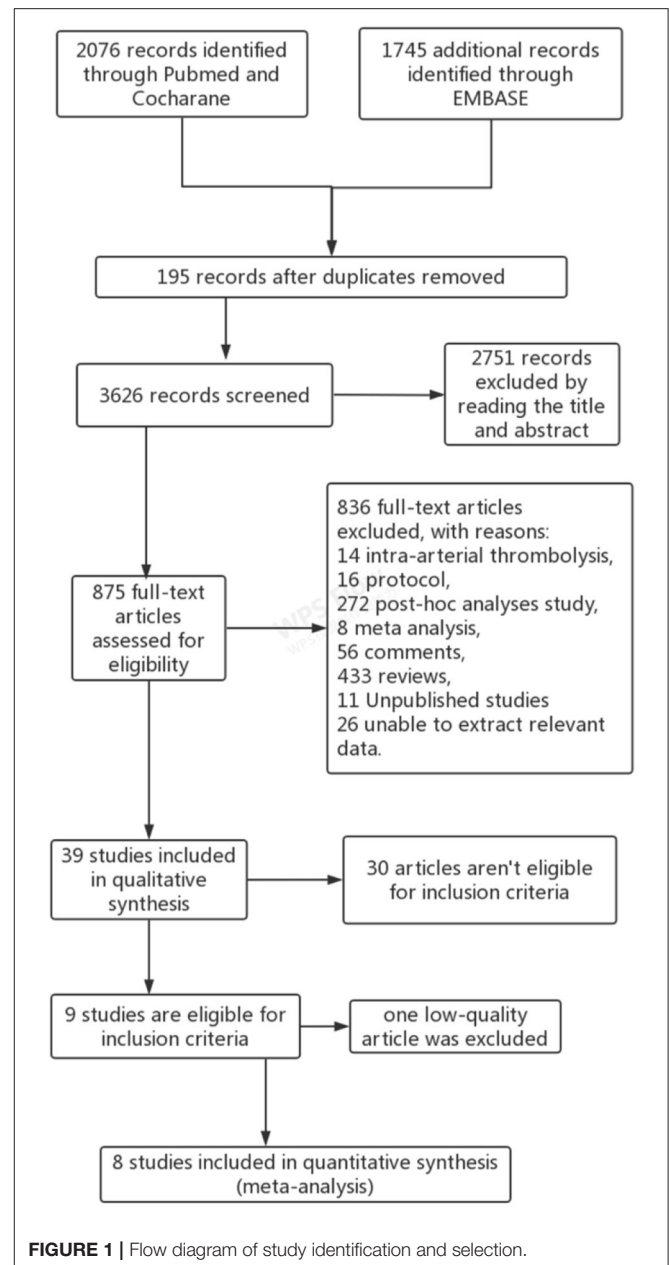 2076 records identified
through Pubmed and
Cocharane
1745 additional records
identified through
EMBASE
195 records after duplicates removed
3626 records screened
2751 records
excluded by
reading the title
and abstract
875 full-text
articles
assessed for
eligibility
836 full-text articles
excluded, with reasons:
14 intra-arterial thrombolysis,
16 protocol,
272 post-hoc analyses study,
8 meta analysis,
56 comments,
433 reviews,
11 Unpublished studies
26 unable to extract relevant
data.
39 studies included
in qualitative
synthesis
30 articles aren't eligible
for inclusion criteria
9 studies are eligible for
inclusion criteria
one low-quality
article was excluded
8 studies included in quantitative synthesis
(meta-analysis)
FIGURE 1 | Flow diagram of study identification and selection.